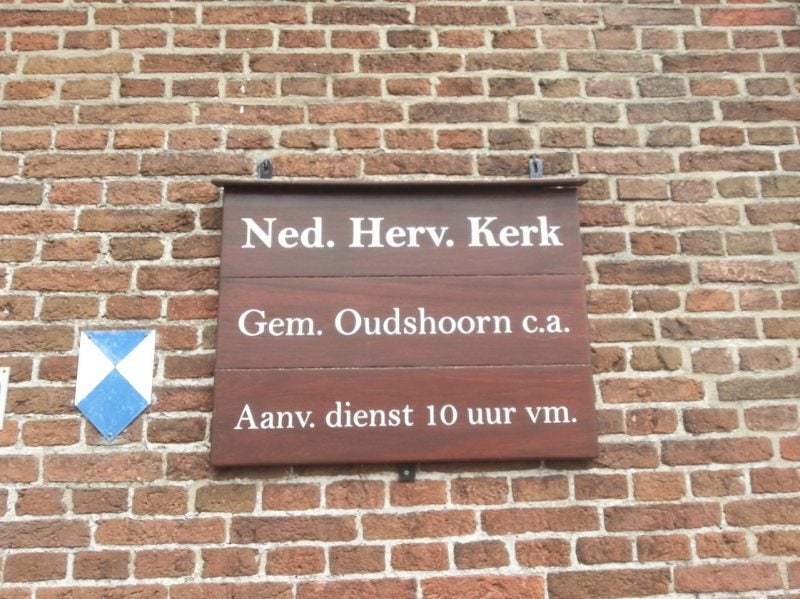 Ned. Herv. Kerk
Gem. Oudshoorn c.a.
Aanv. dienst 10 uur vm.